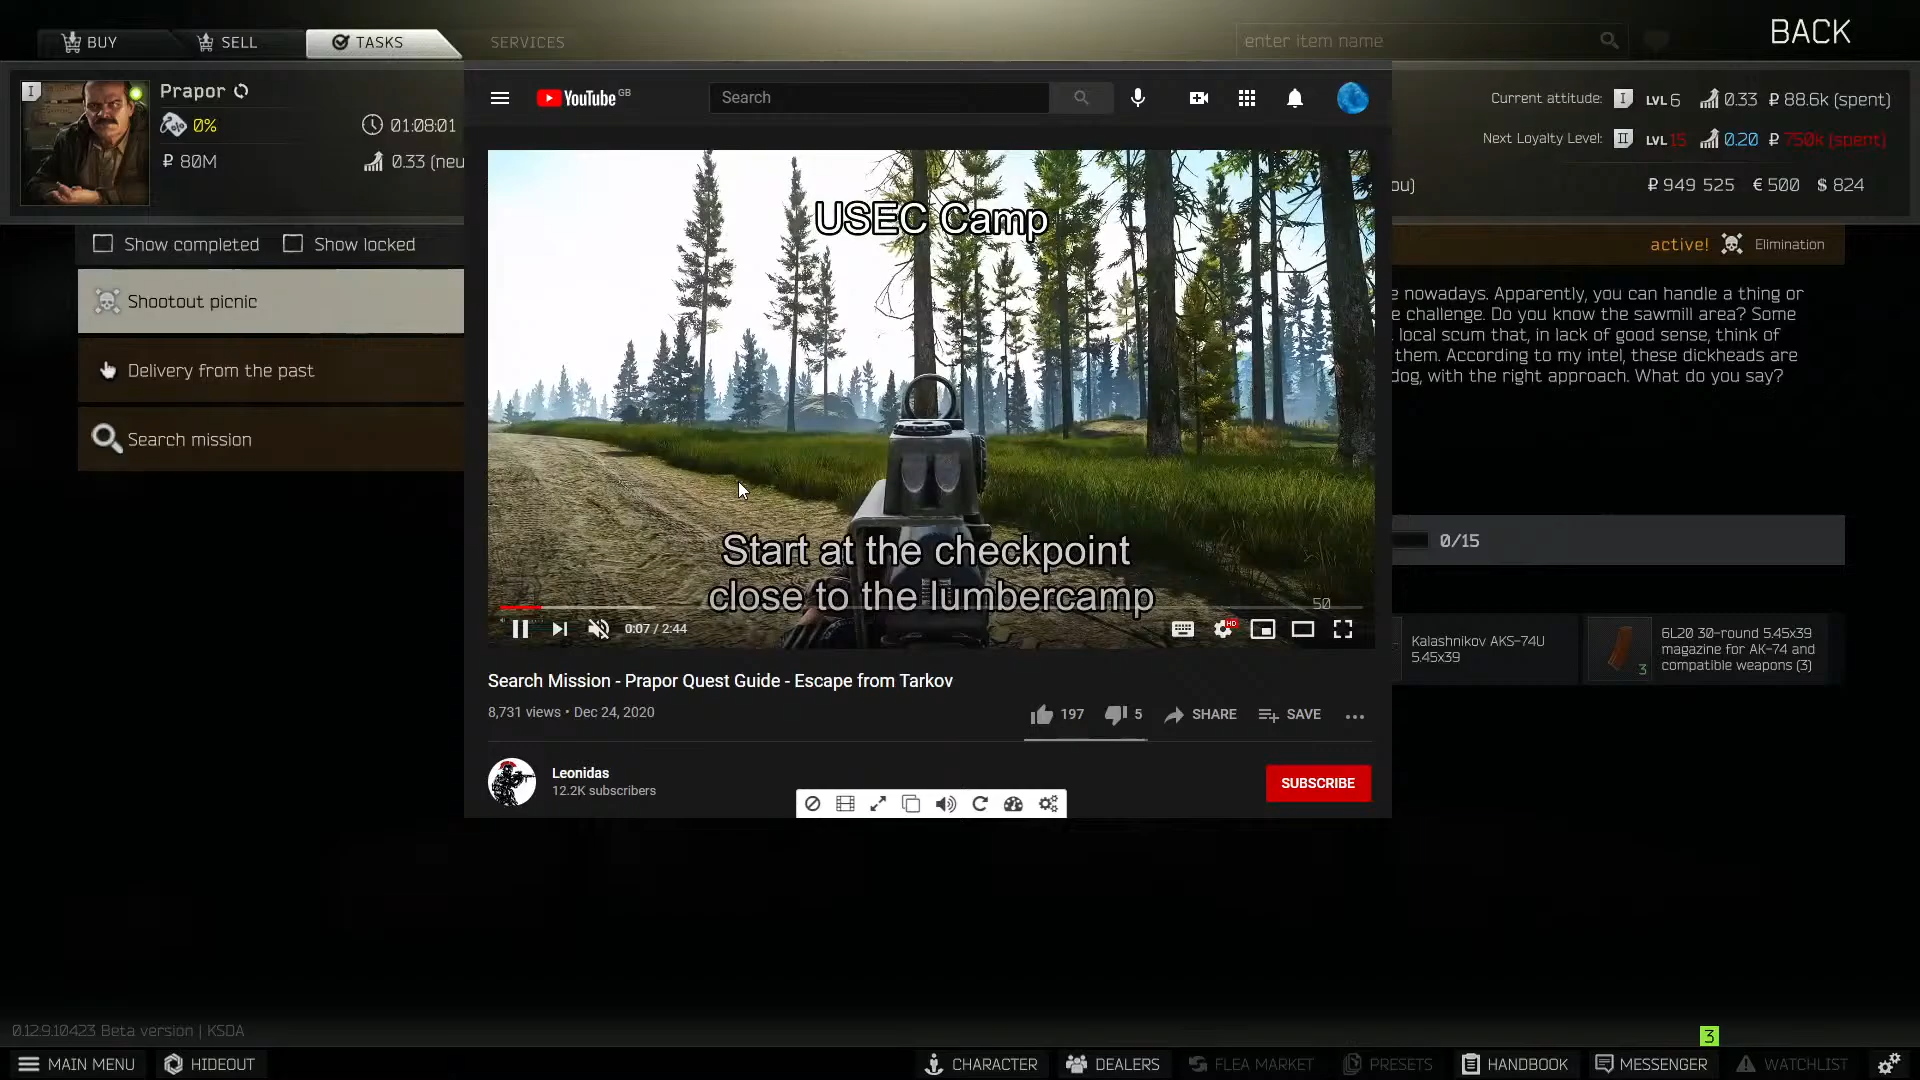 BUY
SELL
TASKS
SERVICES
enter item name
BACK
I
Prapor
0%
01:08:01
₽ 80M
0.33 (neu
YouTube GB
Search
Current attitude: I LVL 6 0.33 ₽ 88.6k (spent)
Next Loyalty Level: II LVL 15 0.20 ₽ 750k (spent)
ou)
₽ 949 525 € 500 $ 824
Show completed
Show locked
active!
Elimination
Shootout picnic
Delivery from the past
Search mission
e nowadays. Apparently, you can handle a thing or
e challenge. Do you know the sawmill area? Some
local scum that, in lack of good sense, think of
them. According to my intel, these dickheads are
dog, with the right approach. What do you say?
USEC Camp
Start at the checkpoint
close to the lumbercamp
50
0:07 / 2:44
HD
0/15
Kalashnikov AKS-74U
5.45x39
3
6L20 30-round 5.45x39
magazine for AK-74 and
compatible weapons (3)
Search Mission - Prapor Quest Guide - Escape from Tarkov
8,731 views • Dec 24, 2020
197
5
SHARE
SAVE
Leonidas
12.2K subscribers
SUBSCRIBE
0.12.9.10423 Beta version | KSDA
3
MAIN MENU
HIDEOUT
CHARACTER
DEALERS
FLEA MARKET
PRESETS
HANDBOOK
MESSENGER
WATCHLIST